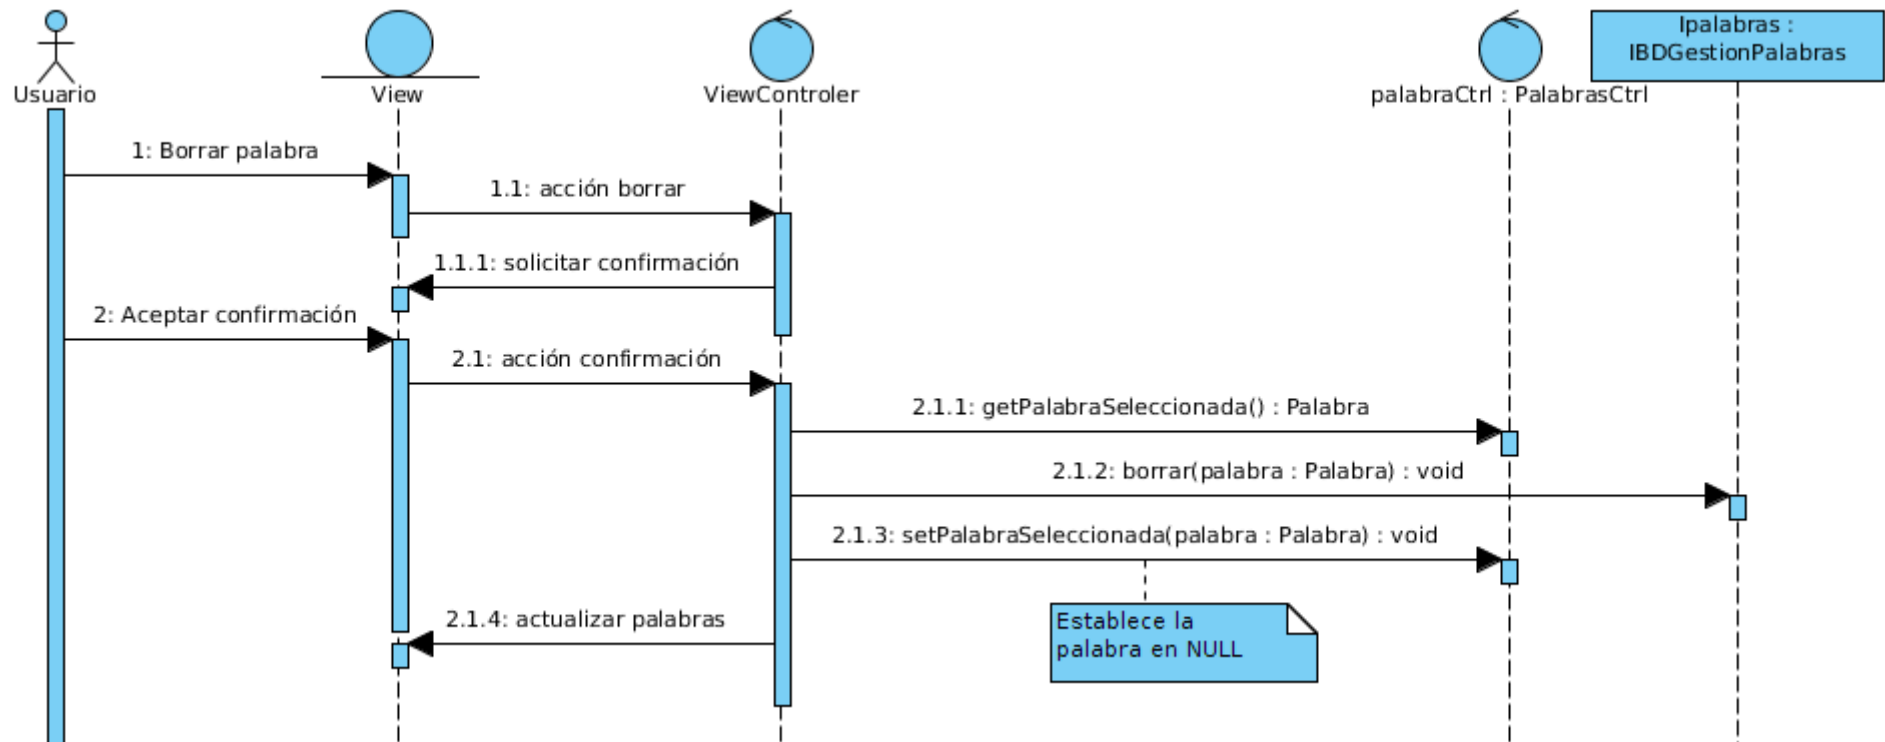 Ipalabras :
IBDGestionPalabras
Usuario
View
ViewControler
palabraCtrl : PalabrasCtrl
1: Borrar palabra
1.1: acción borrar
1.1.1: solicitar confirmación
2: Aceptar confirmación
2.1: acción confirmación
2.1.1: getPalabraSeleccionada() : Palabra
2.1.2: borrar(palabra : Palabra) : void
2.1.3: setPalabraSeleccionada(palabra : Palabra) : void
2.1.4: actualizar palabras
Establece la
palabra en NULL